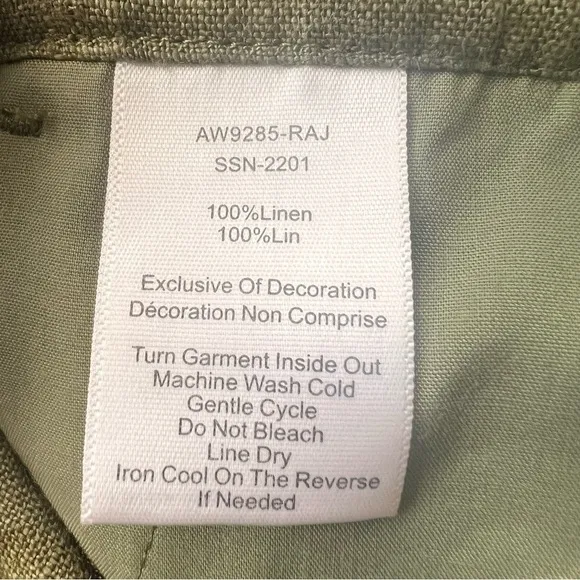 AW9285-RAJ
SSN-2201
100%Linen
100%Lin
Exclusive Of Decoration
Décoration Non Comprise
Turn Garment Inside Out
Machine Wash Cold
Gentle Cycle
Do Not Bleach
Line Dry
Iron Cool On The Reverse
If Needed